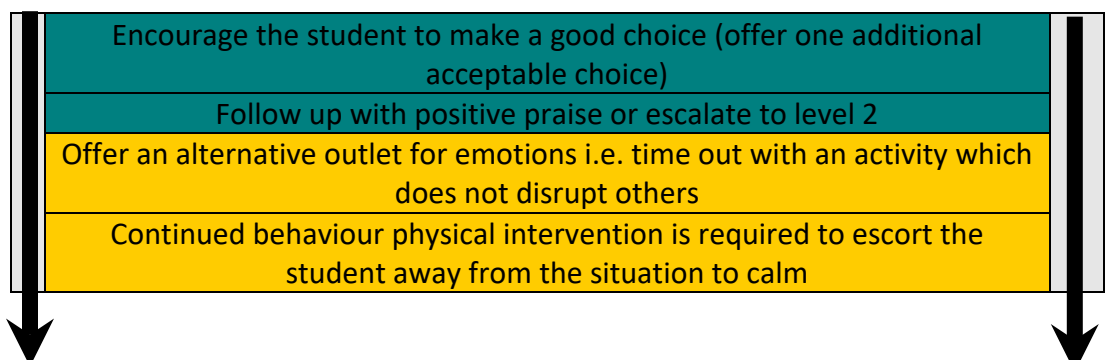 Encourage the student to make a good choice (offer one additional
acceptable choice)
Follow up with positive praise or escalate to level 2
Offer an alternative outlet for emotions i.e. time out with an activity which
does not disrupt others
Continued behaviour physical intervention is required to escort the
student away from the situation to calm